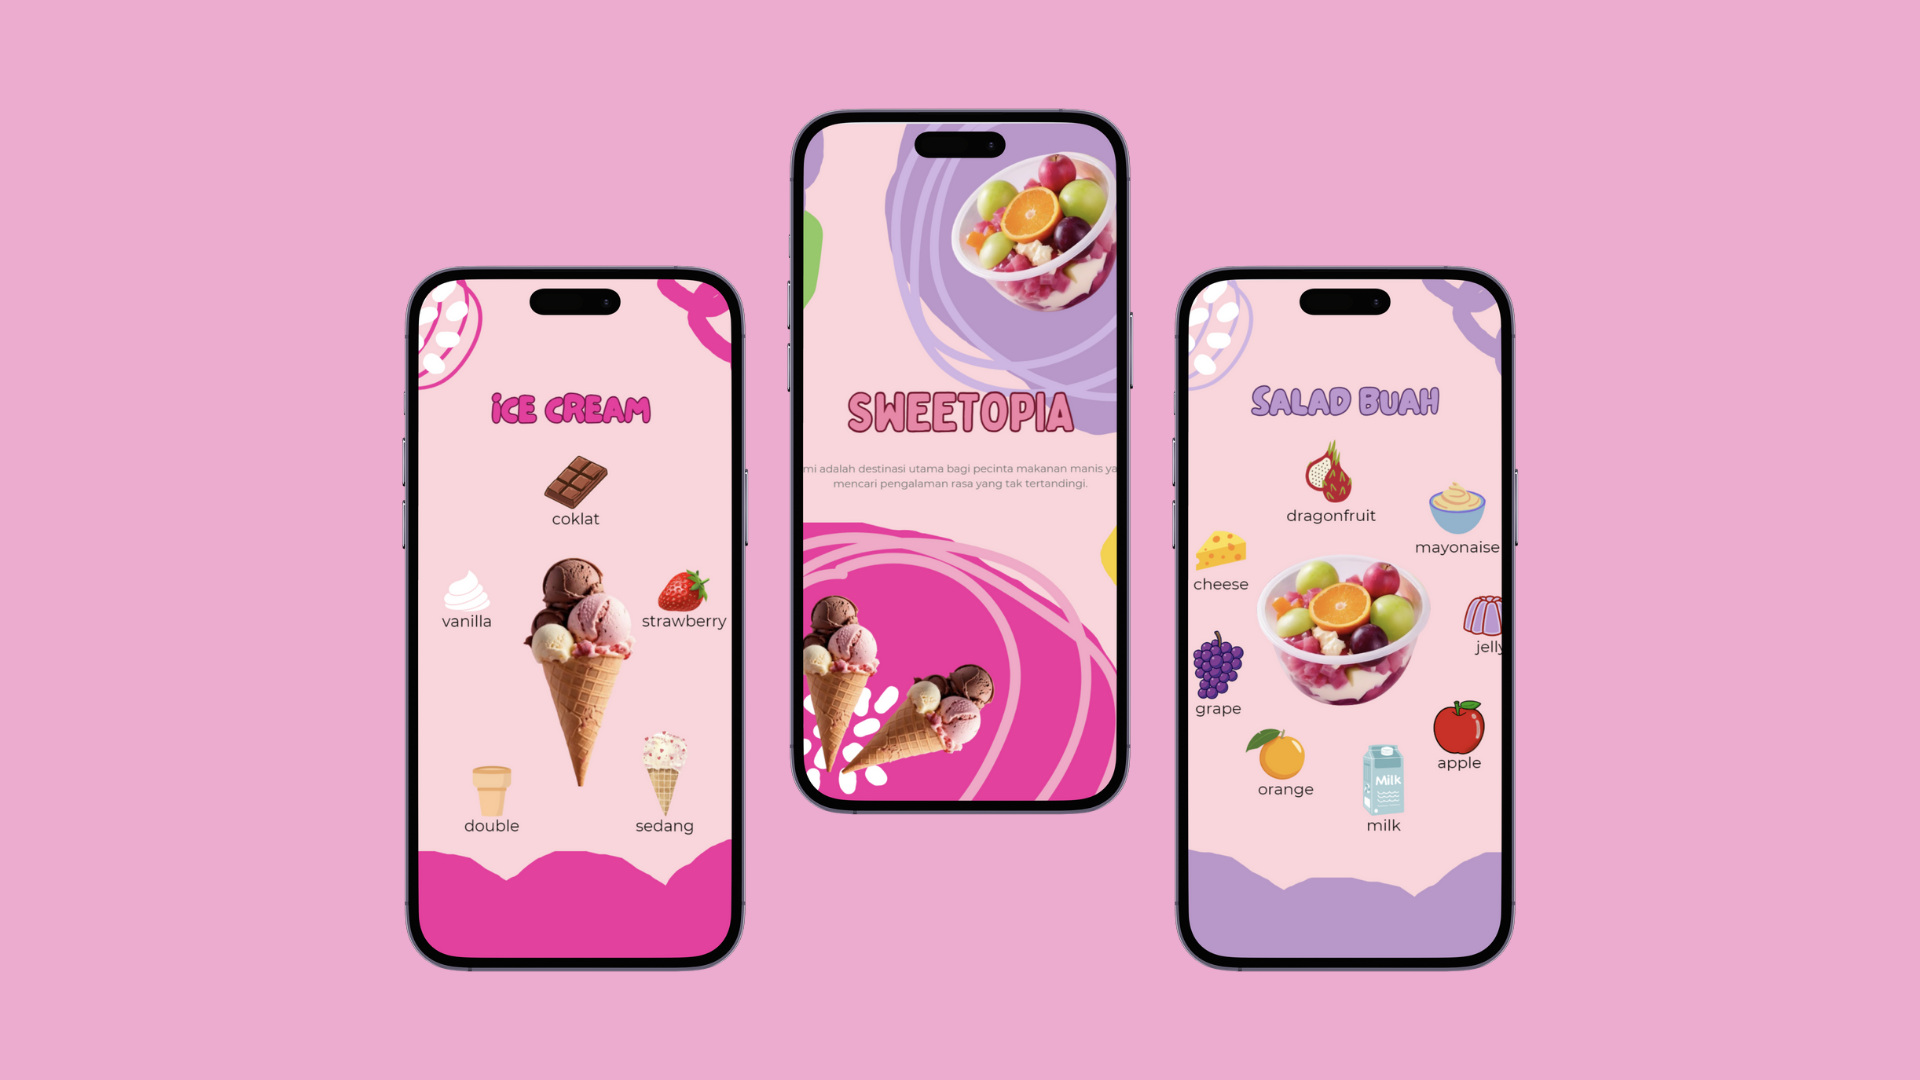 iCE CREAM
coklat
vanilla
strawberry
double
sedang
SWEETOPIA
mi adalah destinasi utama bagi pecinta makanan manis ya
mencari pengalaman rasa yang tak tertandingi.
SALAD BUAH
dragonfruit
mayonaise
cheese
jelly
grape
apple
orange
Milk
milk